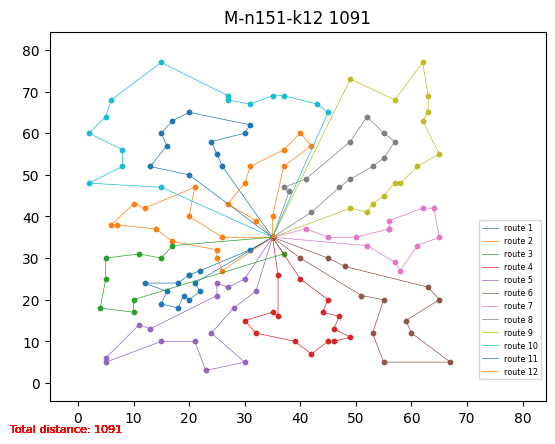 M-n151-k12 1091
80
70
60
50
40
30
20
10
0
0 10 20 30 40 50 60 70 80
route 1
route 2
route 3
route 4
route 5
route 6
route 7
route 8
route 9
route 10
route 11
route 12
Total distance: 1091